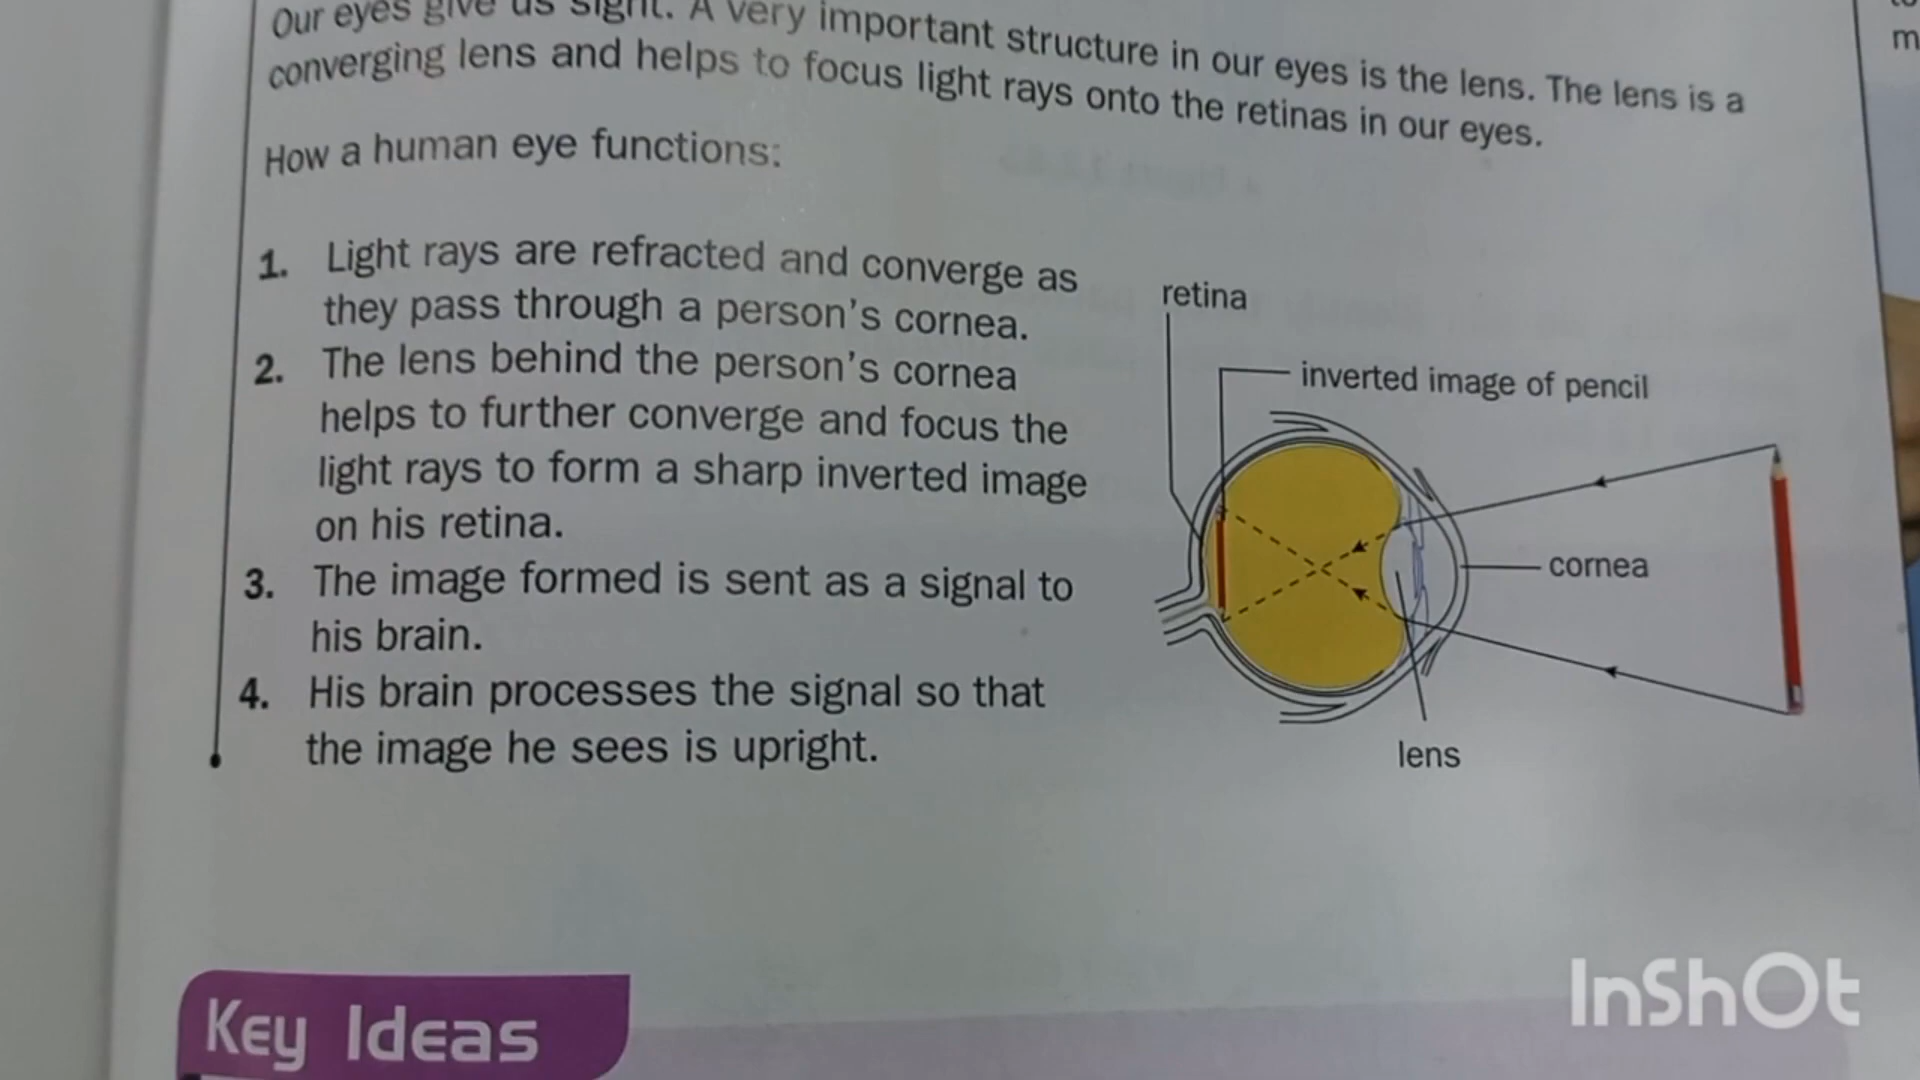 Our eyes give us sight. A very important structure in our eyes is the lens. The lens is a
converging lens and helps to focus light rays onto the retinas in our eyes.
How a human eye functions:
1. Light rays are refracted and converge as
they pass through a person's cornea.
2. The lens behind the person's cornea
helps to further converge and focus the
light rays to form a sharp inverted image
on his retina.
3. The image formed is sent as a signal to
his brain.
4. His brain processes the signal so that
the image he sees is upright.
retina
inverted image of pencil
cornea
lens
Key Ideas
InShOt